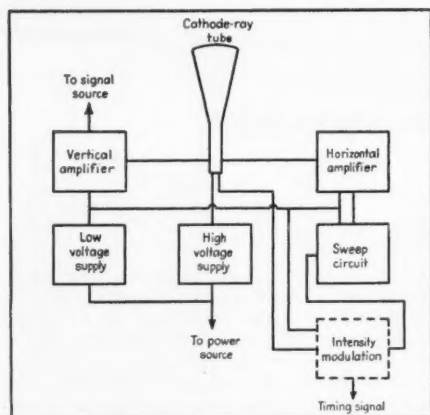 Cathode-ray
tube
To signal
source
Vertical
amplifier
Horizontal
amplifier
Low
voltage
supply
High
voltage
supply
Sweep
circuit
To power
source
Intensity
modulation
Timing signal